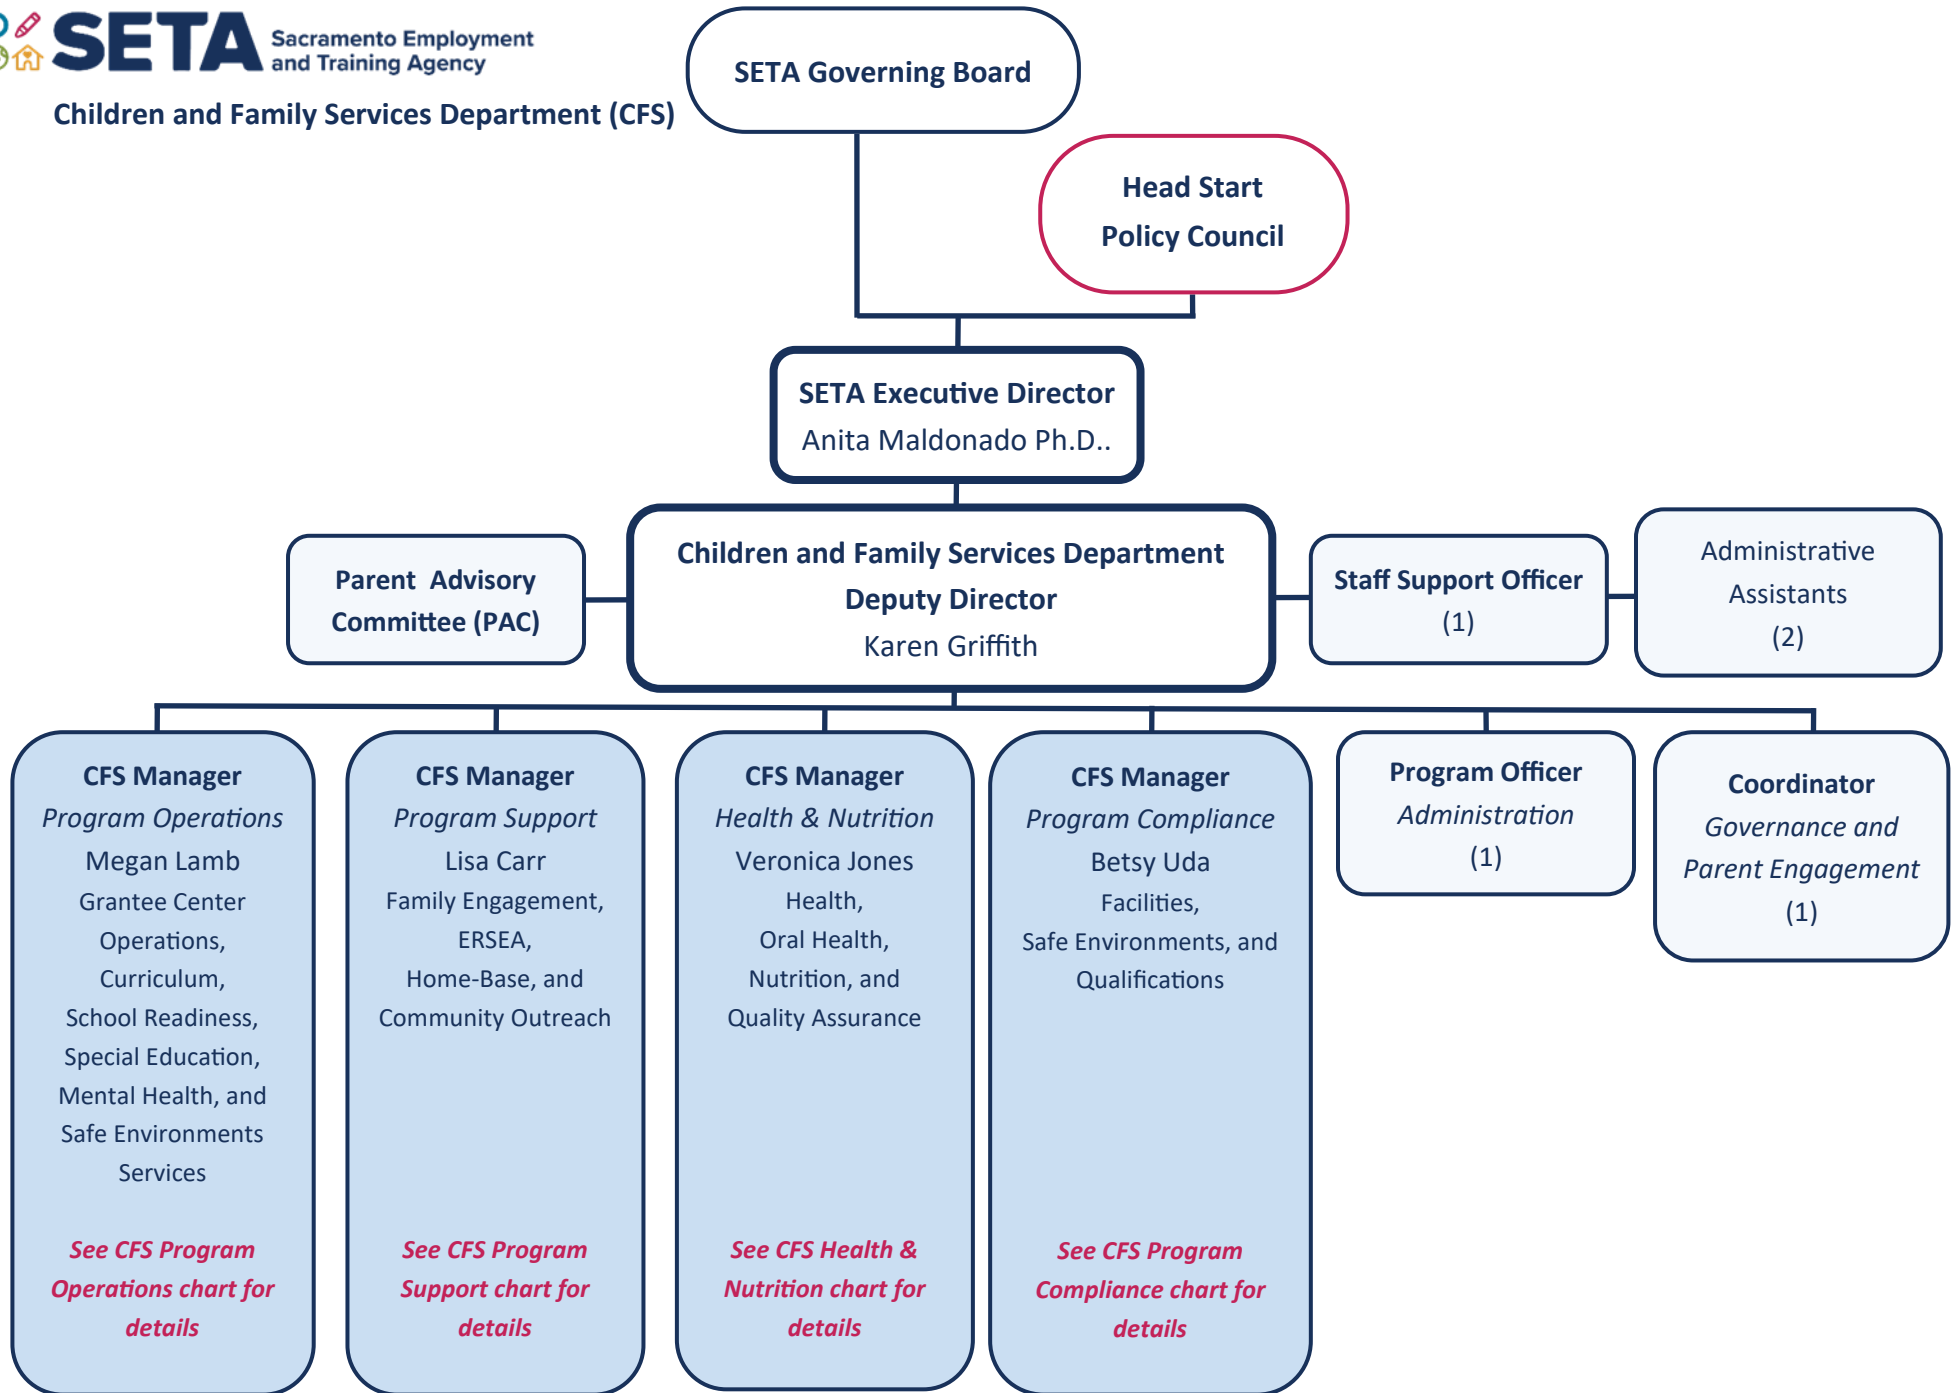 SETA Sacramento Employment
and Training Agency
Children and Family Services Department (CFS)
SETA Governing Board
Head Start
Policy Council
SETA Executive Director
Anita Maldonado Ph.D..
Parent Advisory
Committee (PAC)
Children and Family Services Department
Deputy Director
Karen Griffith
Staff Support Officer
(1)
Administrative
Assistants
(2)
CFS Manager
Program Operations
Megan Lamb
Grantee Center
Operations,
Curriculum,
School Readiness,
Special Education,
Mental Health, and
Safe Environments
Services
See CFS Program
Operations chart for
details
CFS Manager
Program Support
Lisa Carr
Family Engagement,
ERSEA,
Home-Base, and
Community Outreach
See CFS Program
Support chart for
details
CFS Manager
Health & Nutrition
Veronica Jones
Health,
Oral Health,
Nutrition, and
Quality Assurance
See CFS Health &
Nutrition chart for
details
CFS Manager
Program Compliance
Betsy Uda
Facilities,
Safe Environments, and
Qualifications
See CFS Program
Compliance chart for
details
Program Officer
Administration
(1)
Coordinator
Governance and
Parent Engagement
(1)